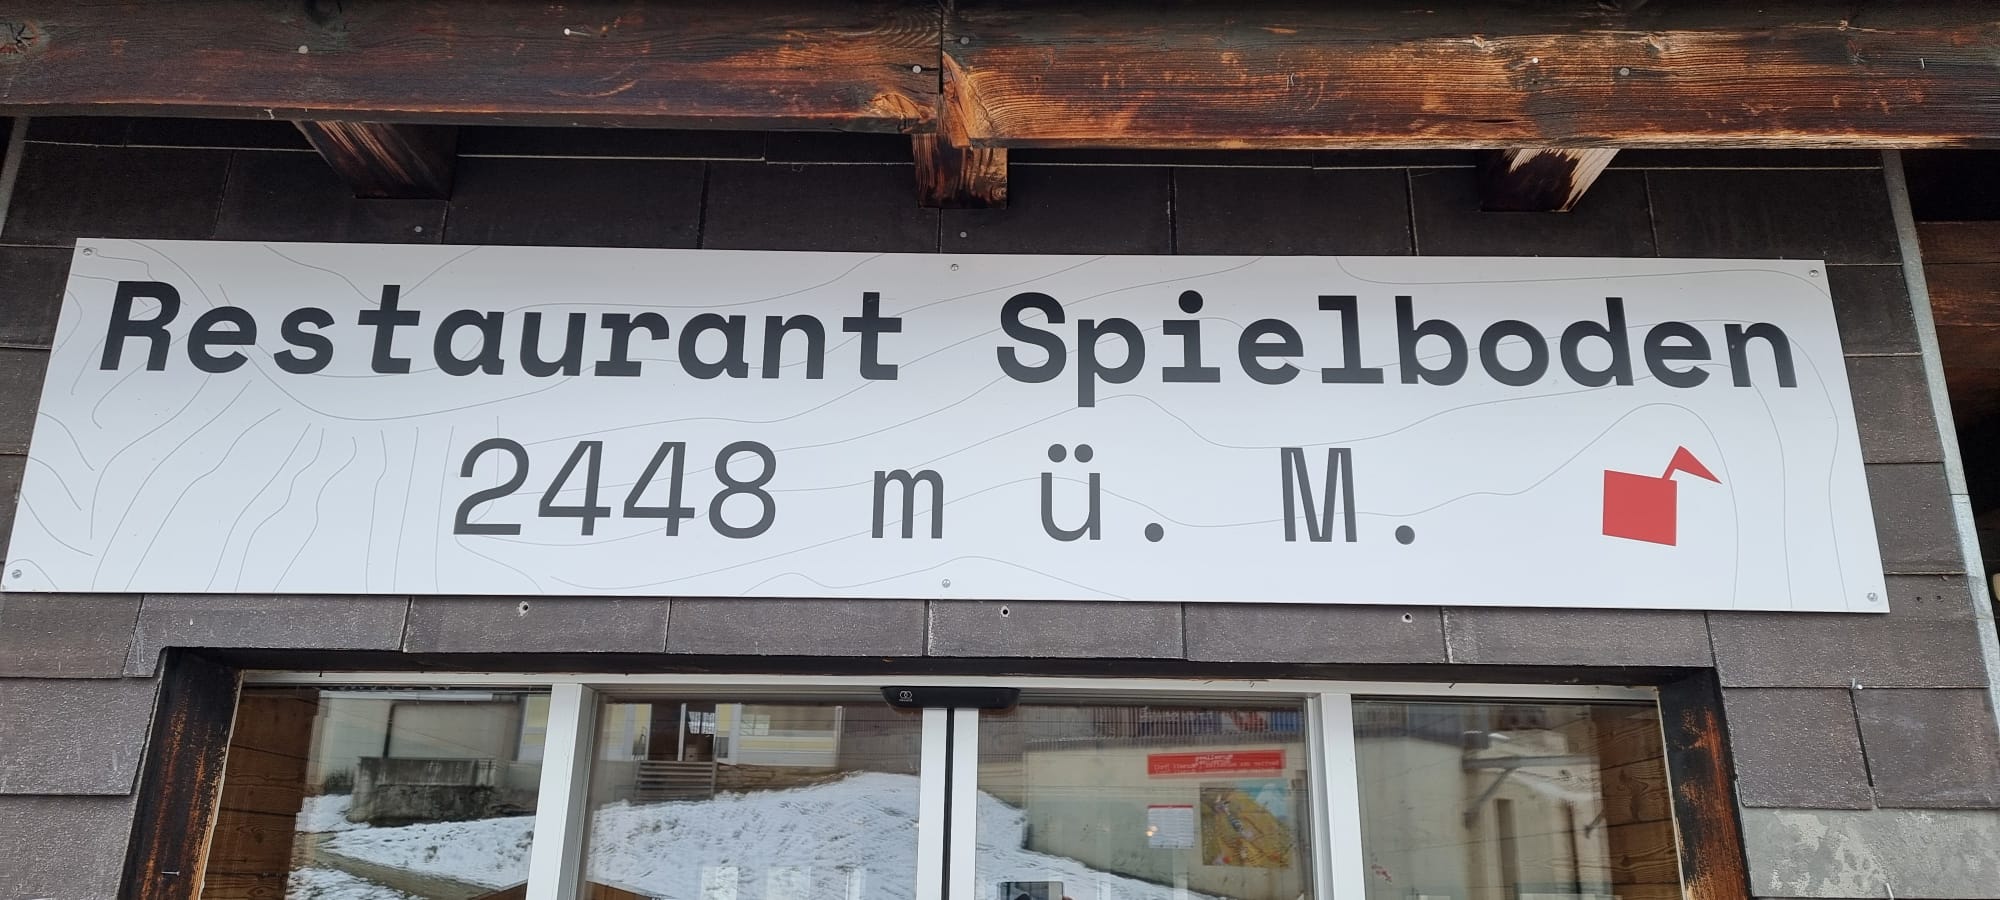 Restaurant Spielboden
2448 m ü. M.